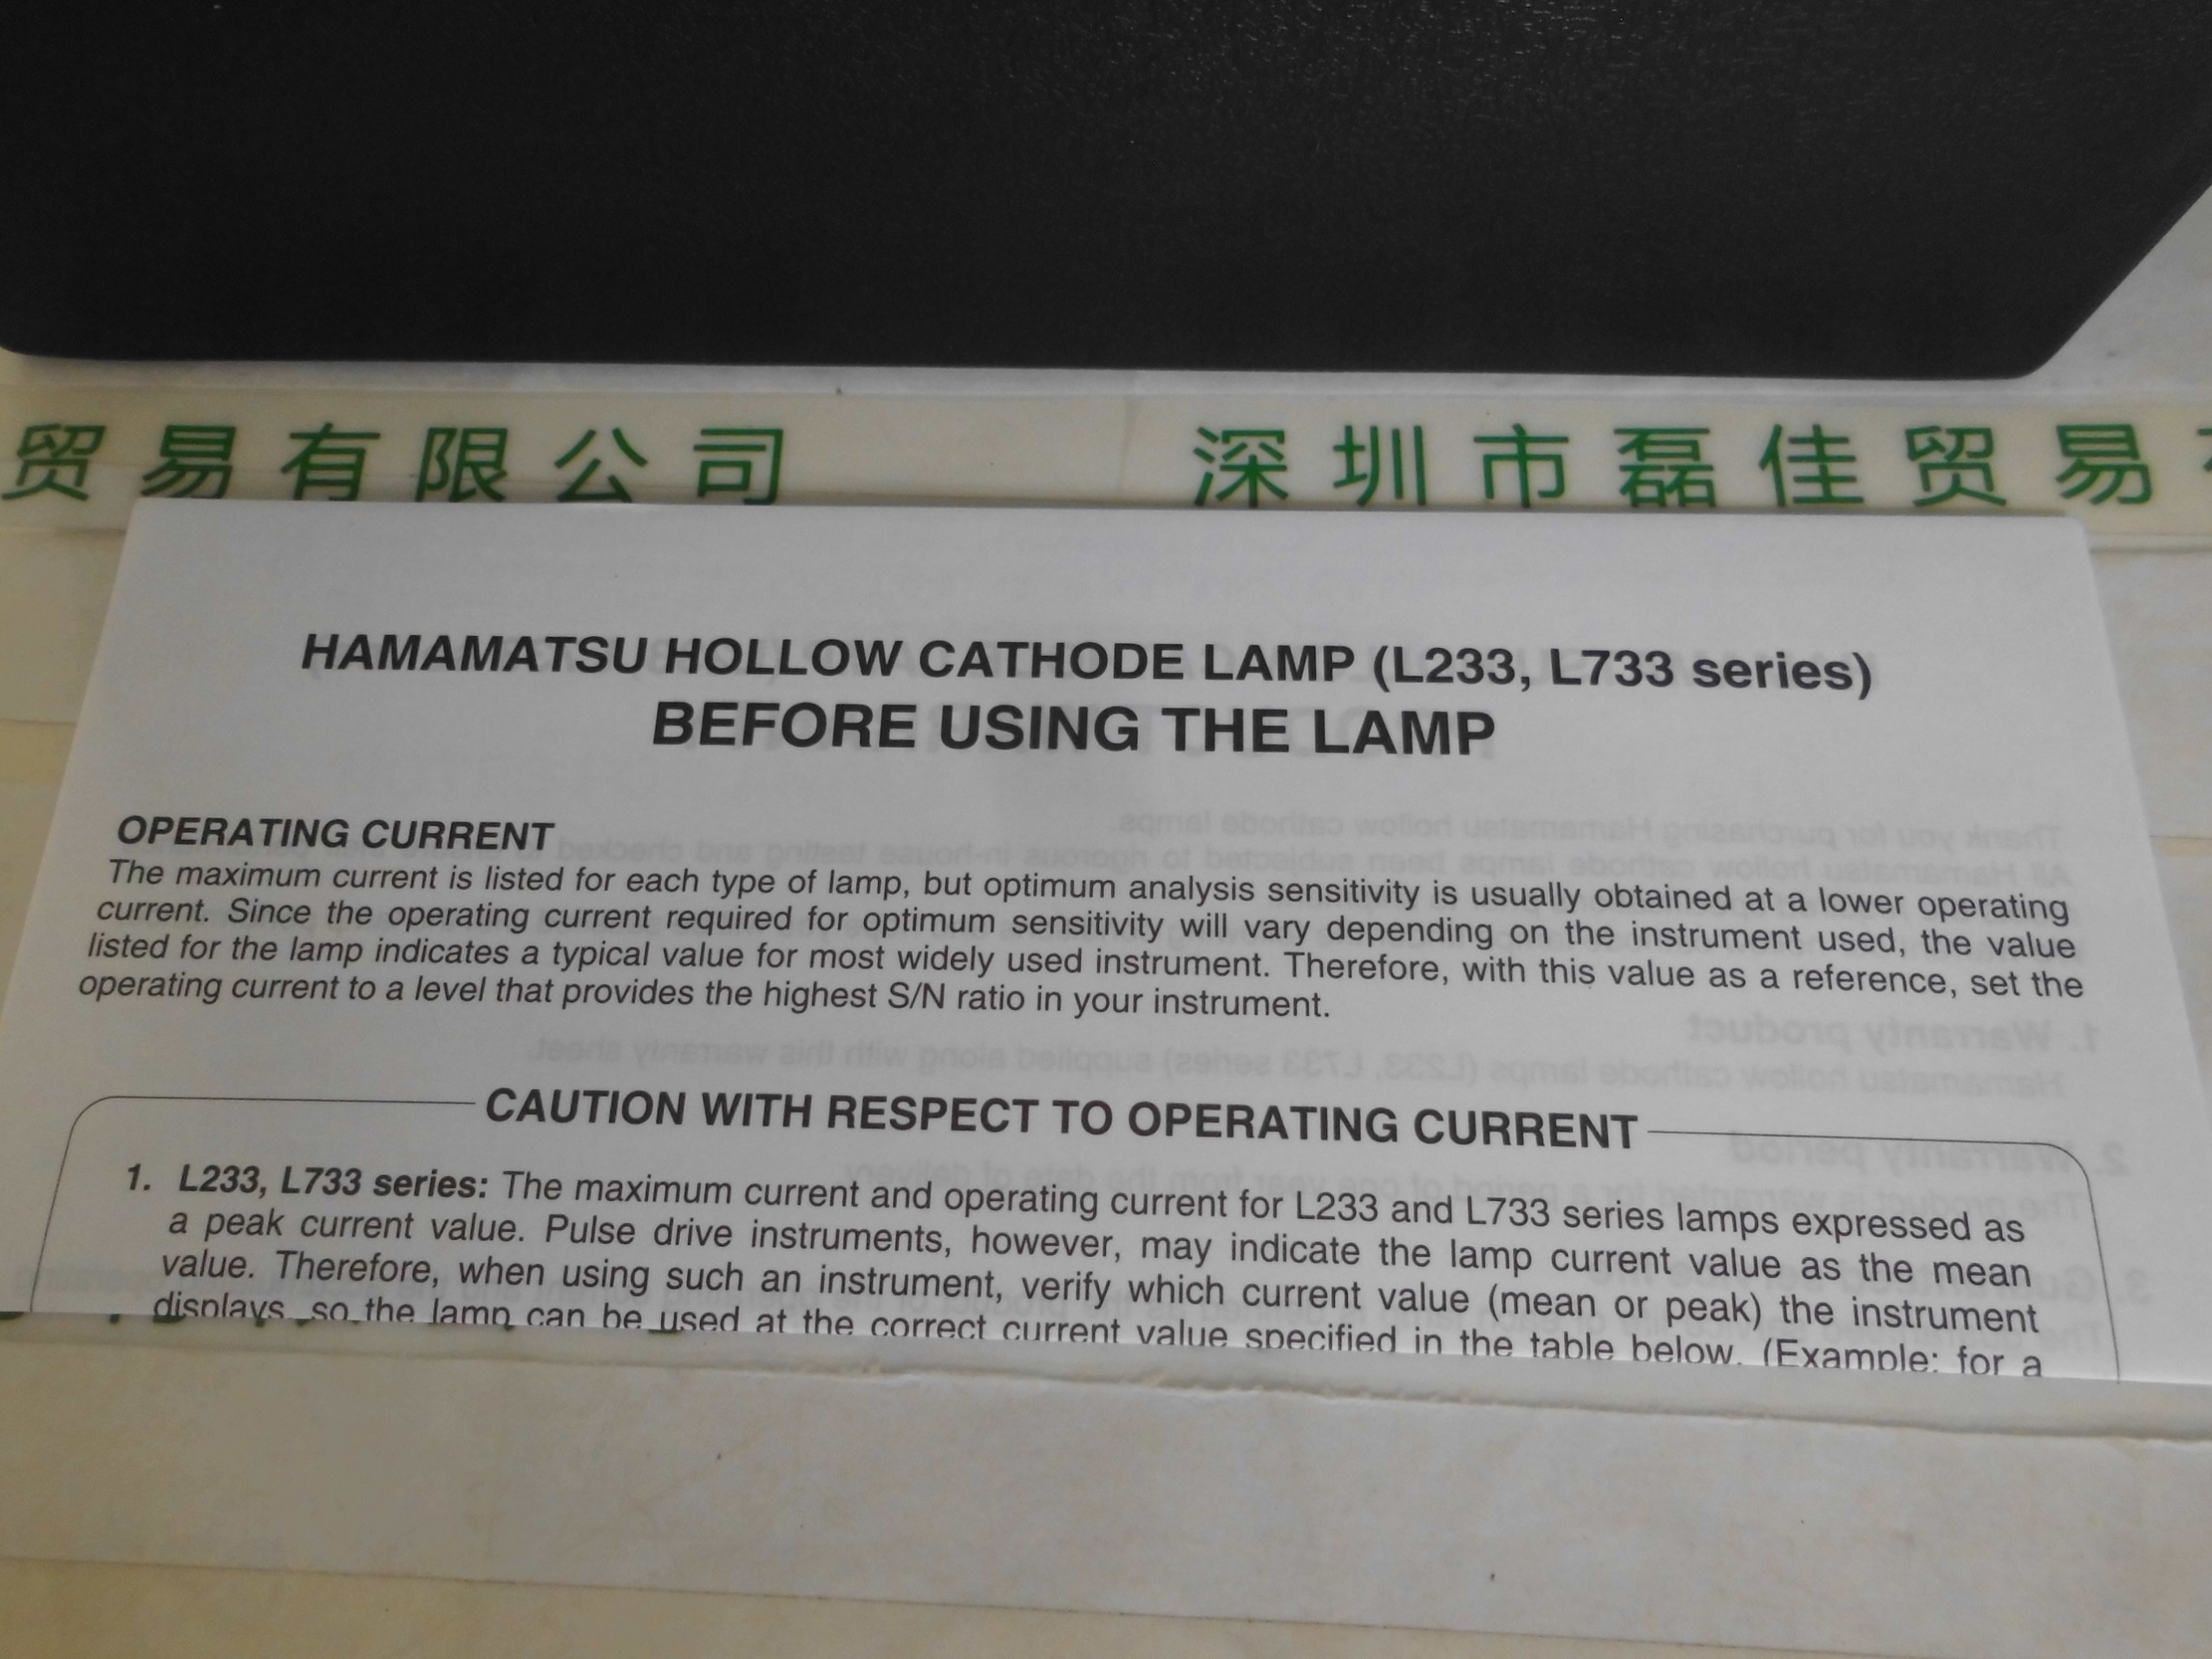 贸易有限公司 深圳市磊佳贸易
HAMAMATSU HOLLOW CATHODE LAMP (L233, L733 series)
BEFORE USING THE LAMP
OPERATING CURRENT
The maximum current is listed for each type of lamp, but optimum analysis sensitivity is usually obtained at a lower operating
current. Since the operating current required for optimum sensitivity will vary depending on the instrument used, the value
listed for the lamp indicates a typical value for most widely used instrument. Therefore, with this value as a reference, set the
operating current to a level that provides the highest S/N ratio in your instrument.
CAUTION WITH RESPECT TO OPERATING CURRENT
1. L233, L733 series: The maximum current and operating current for L233 and L733 series lamps expressed as
a peak current value. Pulse drive instruments, however, may indicate the lamp current value as the mean
value. Therefore, when using such an instrument, verify which current value (mean or peak) the instrument
displays, so the lamp can be used at the correct current value specified in the table below. (Example: for a